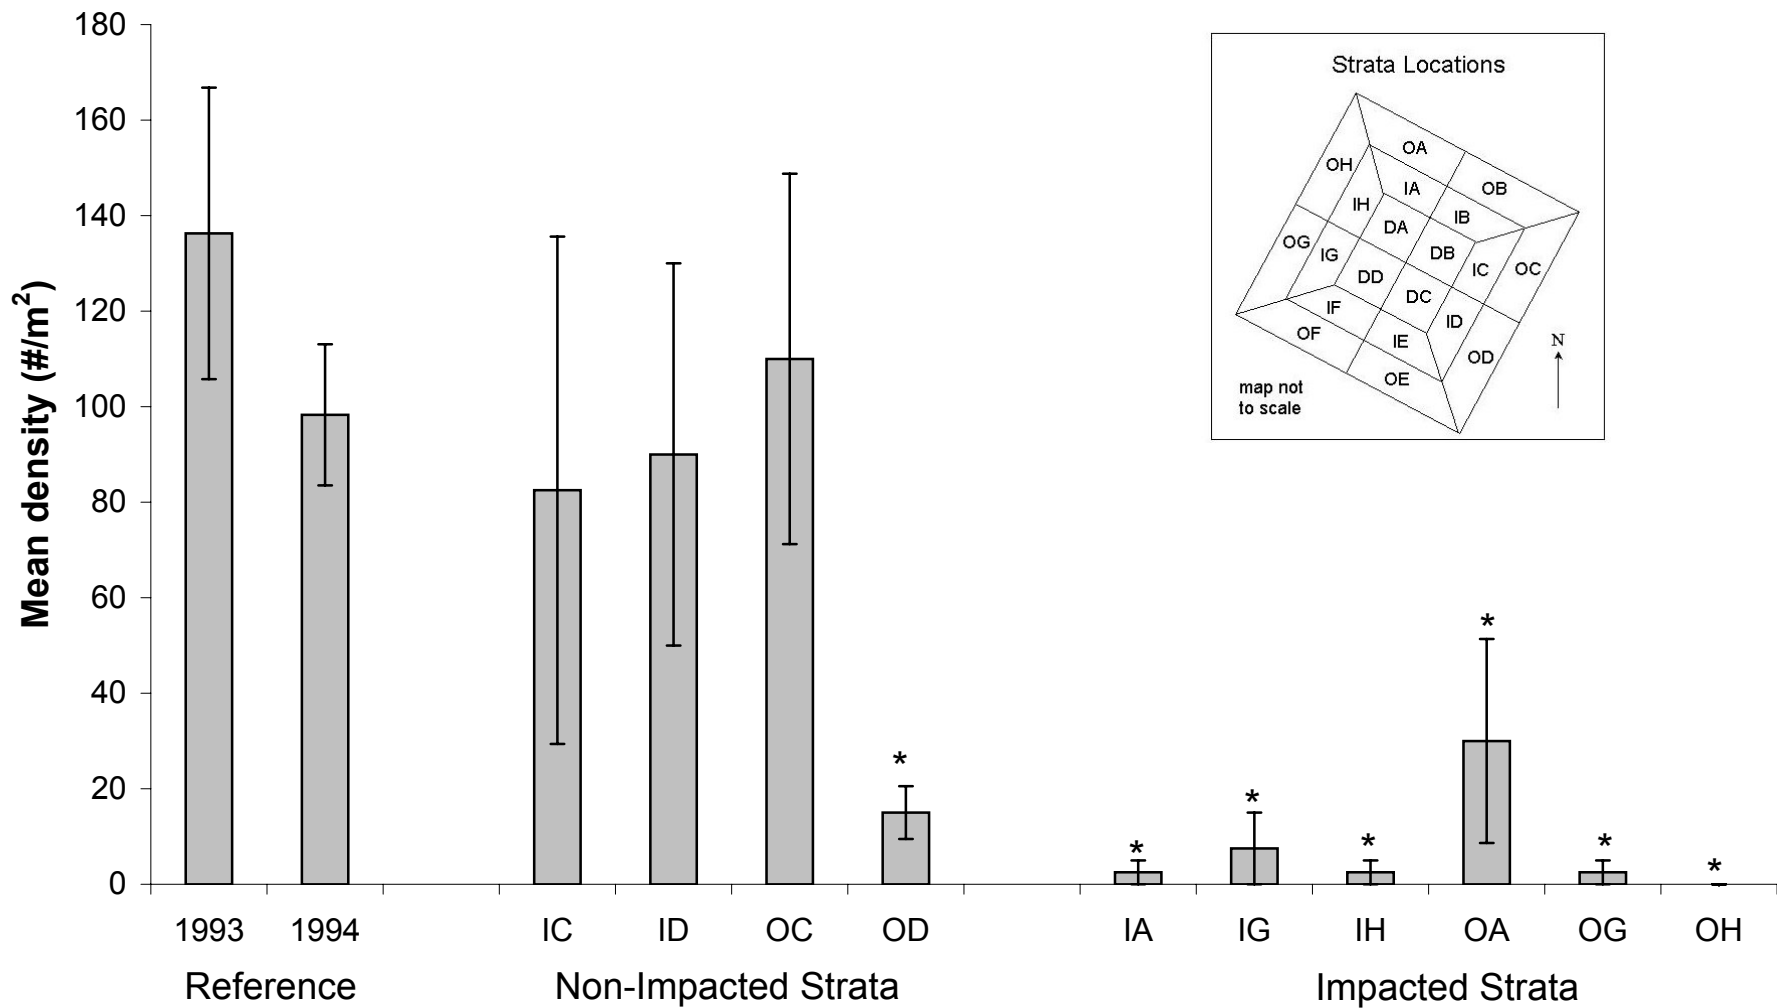 180
160
140
120
100
80
60
40
20
0
Mean density (#/m²)
Strata Locations
OA
OH
OB
IA
IH
IB
DA
OG
DB
IG
IC
OC
DD
DC
IF
ID
OF
IE
OD
OE
N
map not
to scale
*
*
*
*
*
*
*
1993 1994 IC ID OC OD IA IG IH OA OG OH
Reference Non-Impacted Strata Impacted Strata